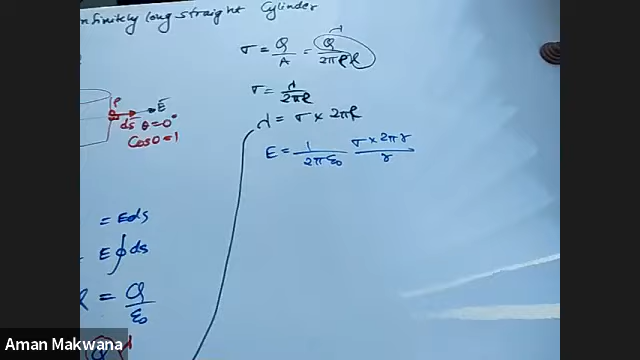 nfinitely long straight Cylinder
σ = Q/A = Q/2πRl λ
σ = λ/2πR
λ = σ × 2πR
E = 1/2πε₀ σ × 2πr/r
P
E
ds θ = 0°
Cos0 = 1
= Eds
E ∮ ds
= Q/ε₀
Aman Makwana